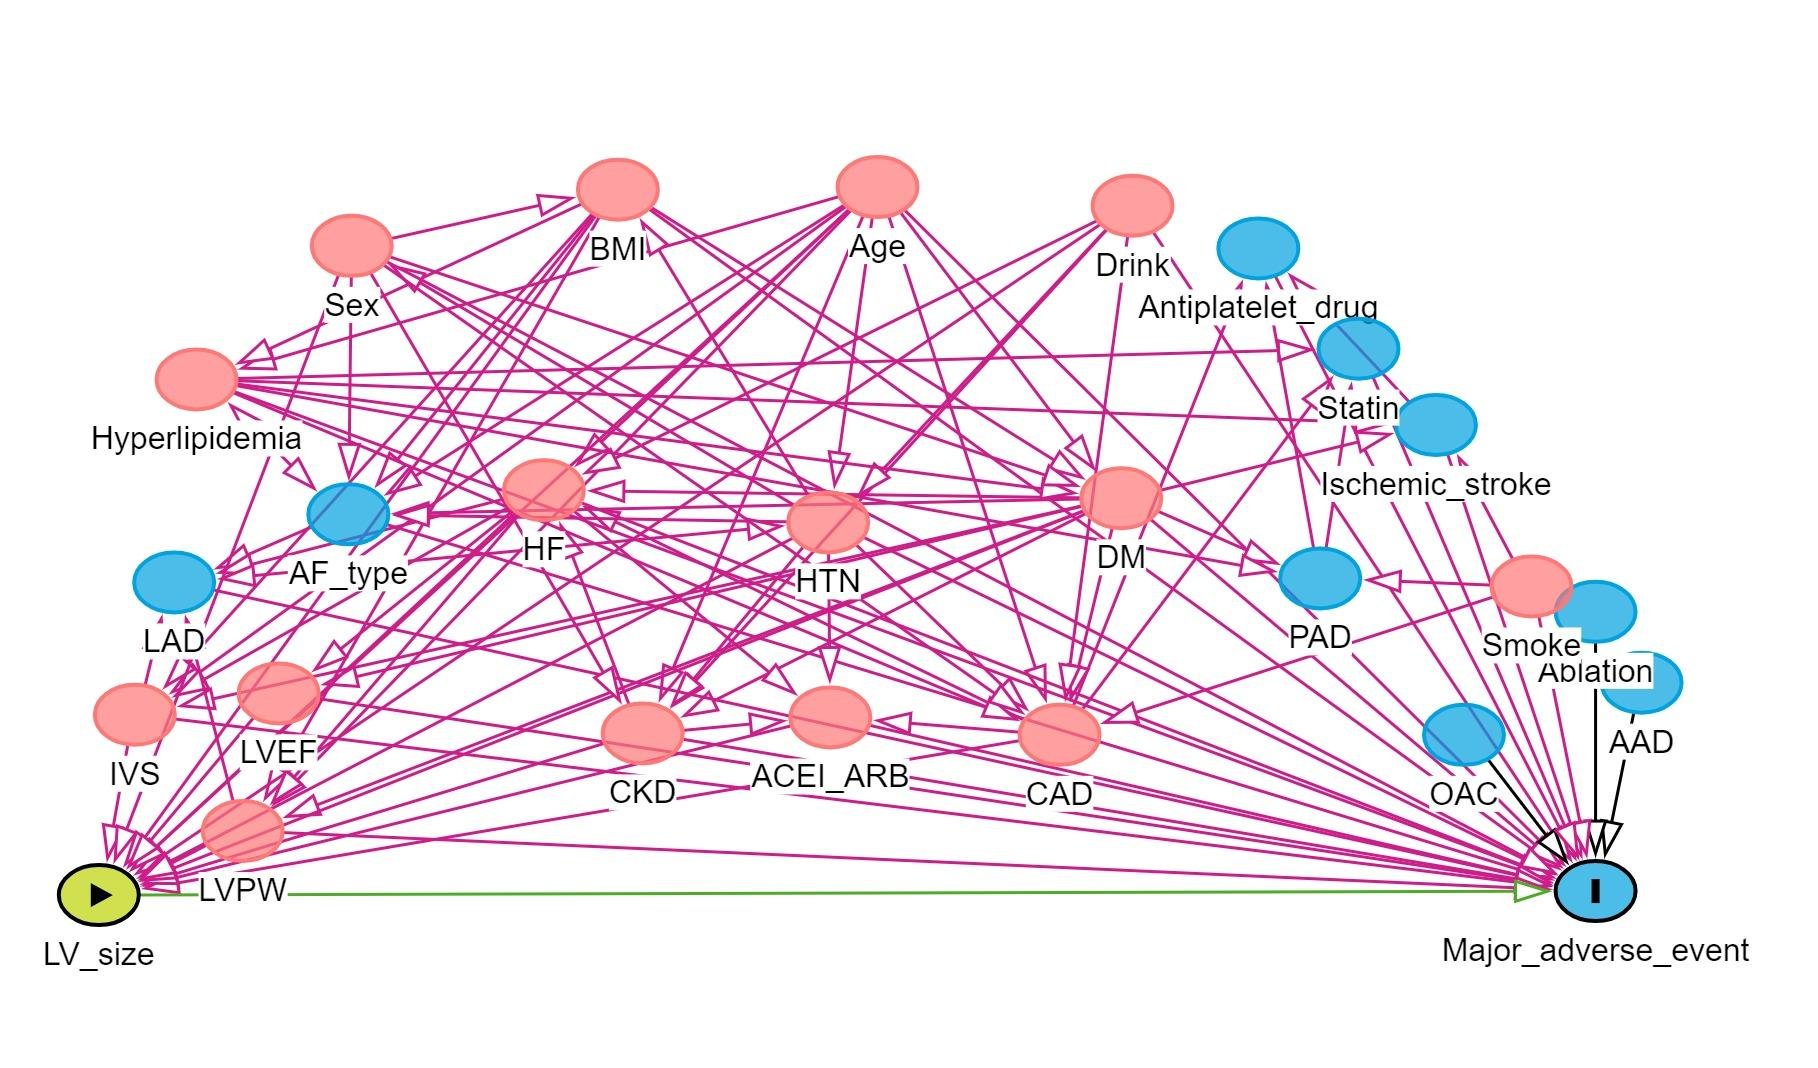 BMI
Age
Drink
Sex
Antiplatelet_drug
Statin
Hyperlipidemia
Ischemic_stroke
HF
AF_type
HTN
DM
LAD
PAD
Smoke
Ablation
IVS
LVEF
CKD
ACEI_ARB
CAD
OAC
AAD
LVPW
LV_size
Major_adverse_event